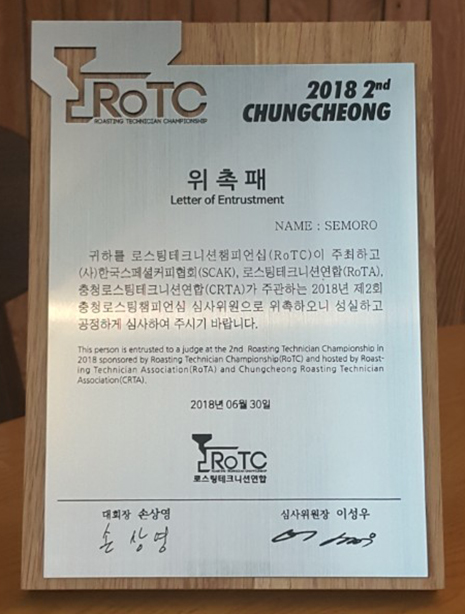 RoTC
ROASTING TECHNICIAN CHAMPIONSHIP
2018 2nd
CHUNGCHEONG
위 촉 패
Letter of Entrustment
NAME : SEMORO
귀하를 로스팅테크니션챔피언십(RoTC)이 주최하고
(사)한국스페셜커피협회(SCAK), 로스팅테크니션연합(RoTA).
충청로스팅테크니션연합(CRTA)가 주관하는 2018년 제2회
충청로스팅챔피언십 심사위원으로 위촉하오니 성실하고
공정하게 심사하여 주시기 바랍니다.
This person is entrusted to a judge at the 2nd Roasting Technician Championship in
2018 sponsored by Roasting Technician Championship(RoTC) and hosted by Roast-
ing Technician Association(RoTA) and Chungcheong Roasting Technician
Association(CRTA).
2018년 06월 30일
RoTC
로스팅테크니션연합
대회장 손상영
심사위원장 이성우
손 상 영